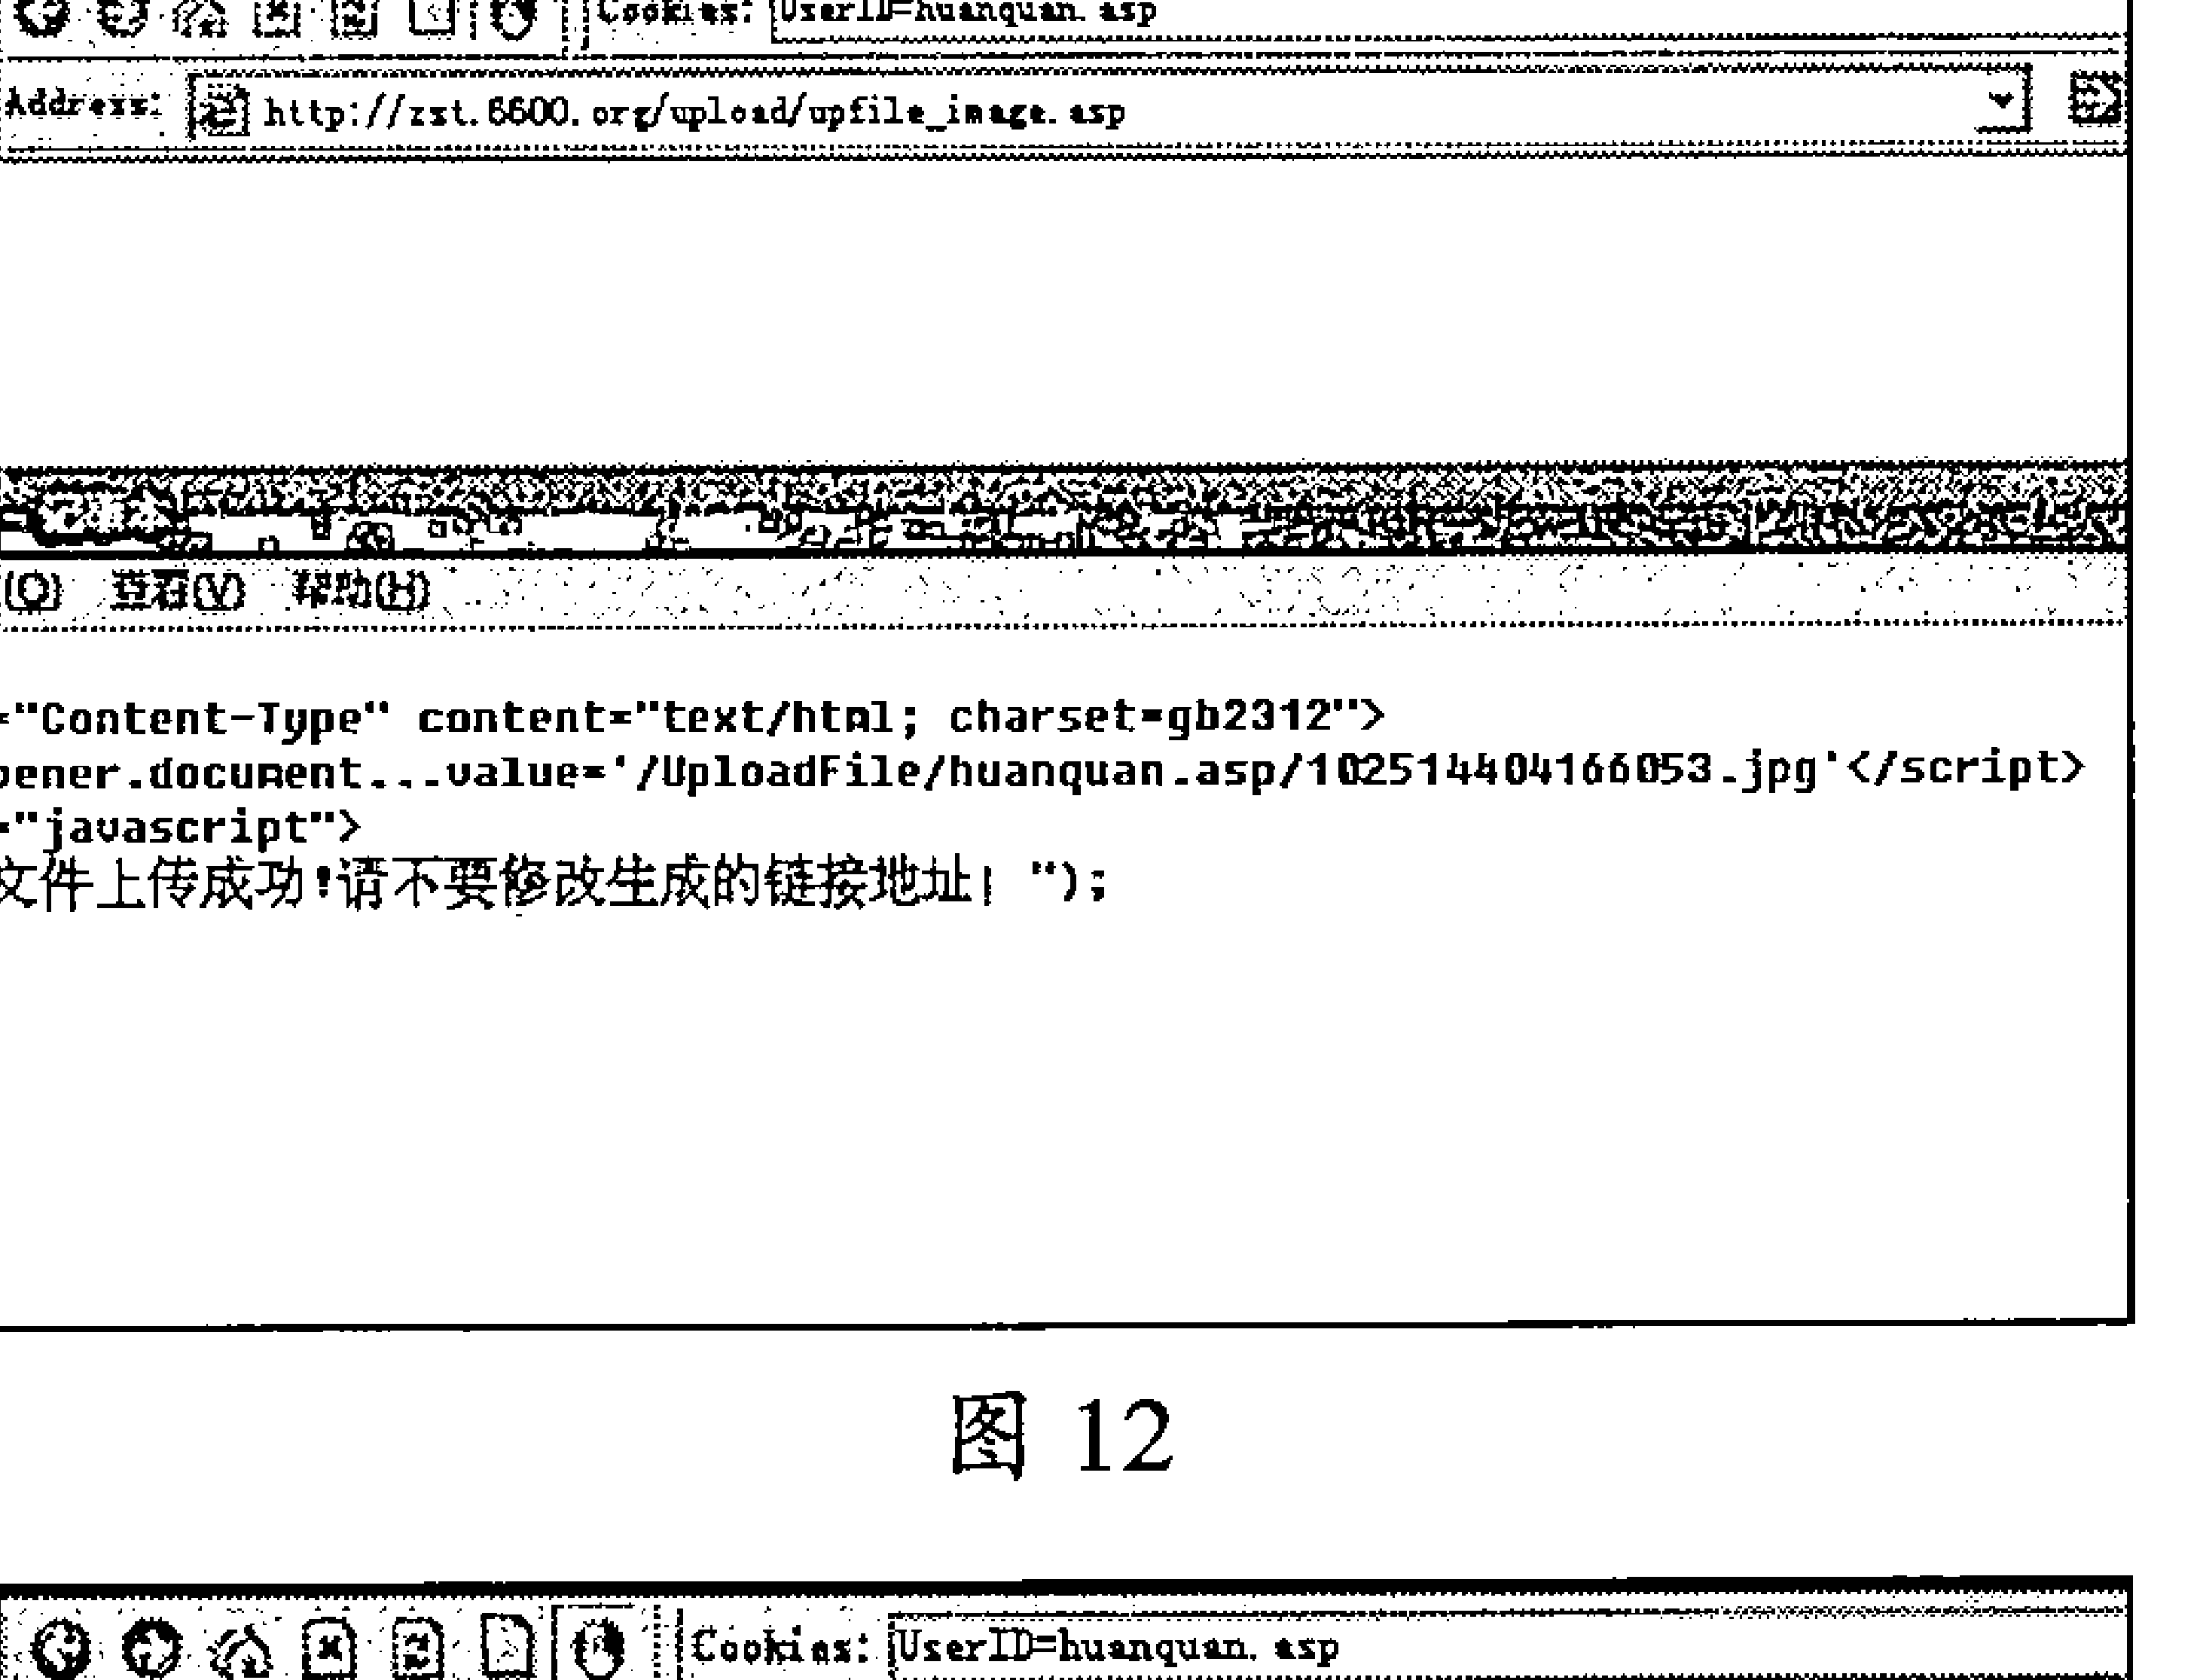 Cookies: UserID=huanquan.asp
Address: http://zst.6600.org/upload/upfile_image.asp
(O) 查看(V) 帮助(H)
="Content-Type" content="text/html; charset=gb2312">
pener.document...value='/UploadFile/huanquan.asp/102514404166053.jpg'</script>
="javascript">
文件上传成功!请不要修改生成的链接地址! ");
图 12
Cookies: UserID=huanquan.asp